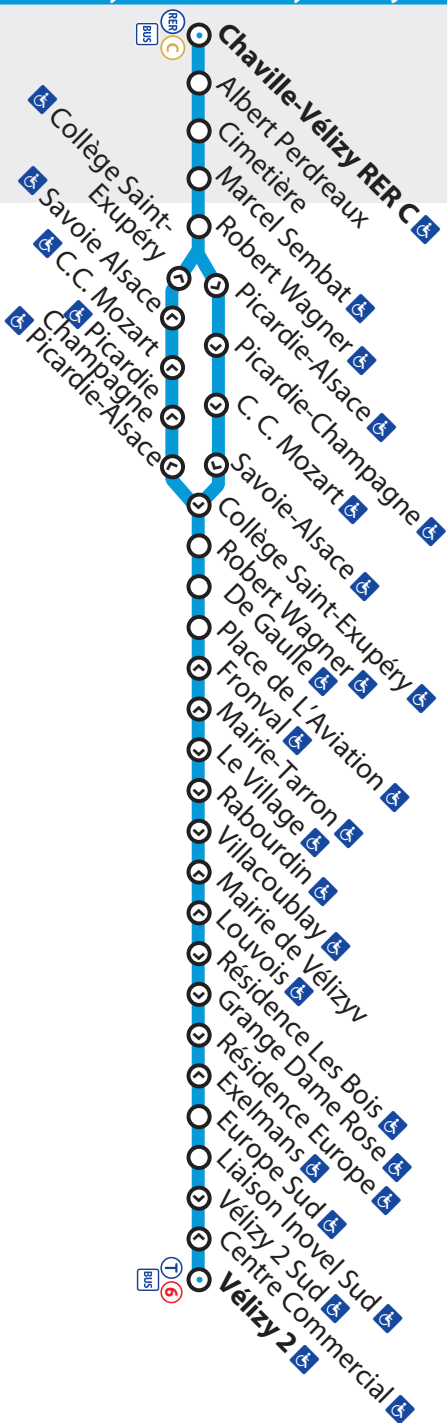 RER C
BUS
Chaville-Vélizy RER C
Albert Perdreaux
Cimetière
Marcel Sembat
Robert Wagner
Picardie-Alsace
Picardie-Champagne
C. C. Mozart
Savoie-Alsace
Collège Saint-
Exupéry
Savoie Alsace
C.C. Mozart
Picardie
Champagne
Picardie-Alsace
Collège Saint-Exupéry
Robert Wagner
De Gaulle
Place de L'Aviation
Fronval
Mairie-Tarron
Le Village
Rabourdin
Villacoublay
Mairie de Vélizyv
Louvois
Résidence Les Bois
Grange Dame Rose
Résidence Europe
Exelmans
Europe Sud
Liaison Inovel Sud
Vélizy 2 Sud
Centre Commercial
Vélizy 2
T 6
BUS